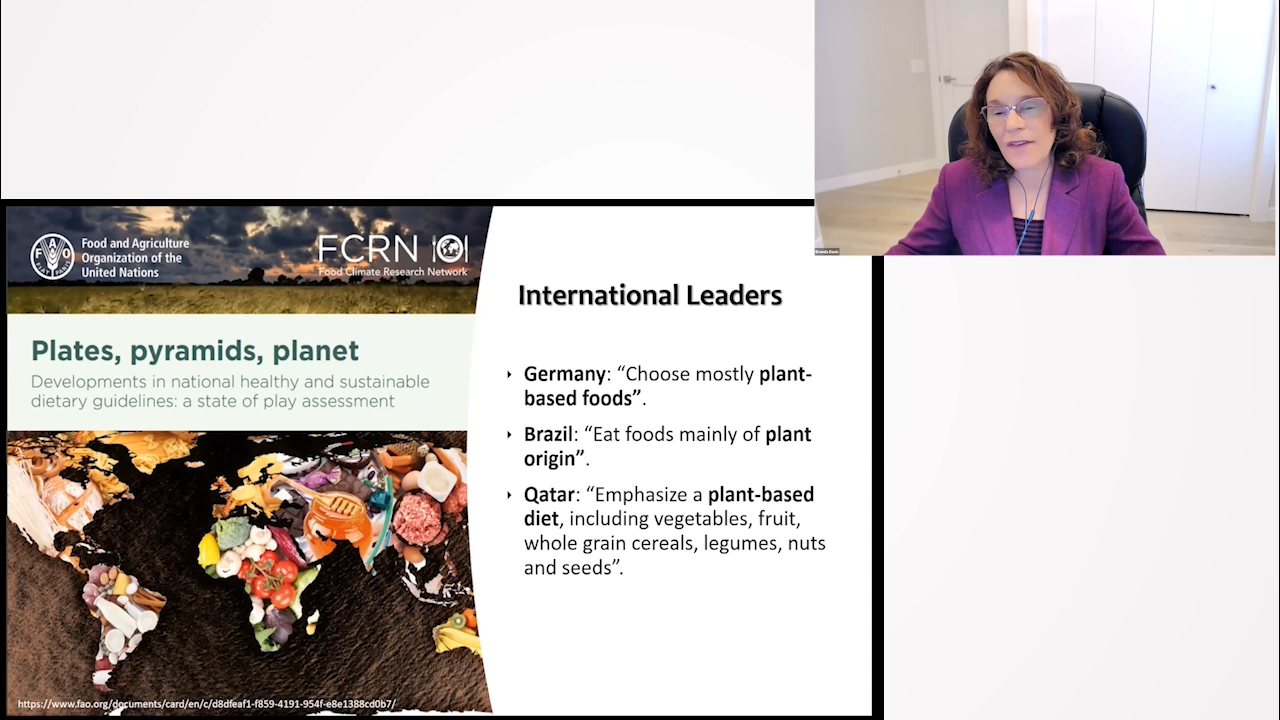 Brenda Davis
Food and Agriculture
Organization of the
United Nations
FCRN
Food Climate Research Network
Plates, pyramids, planet
Developments in national healthy and sustainable
dietary guidelines: a state of play assessment
https://www.fao.org/documents/card/en/c/d8dfeaf1-f859-4191-954f-e8e1388cd0b7/
International Leaders
Germany: “Choose mostly plant-
based foods”.
Brazil: “Eat foods mainly of plant
origin”.
Qatar: “Emphasize a plant-based
diet, including vegetables, fruit,
whole grain cereals, legumes, nuts
and seeds”.